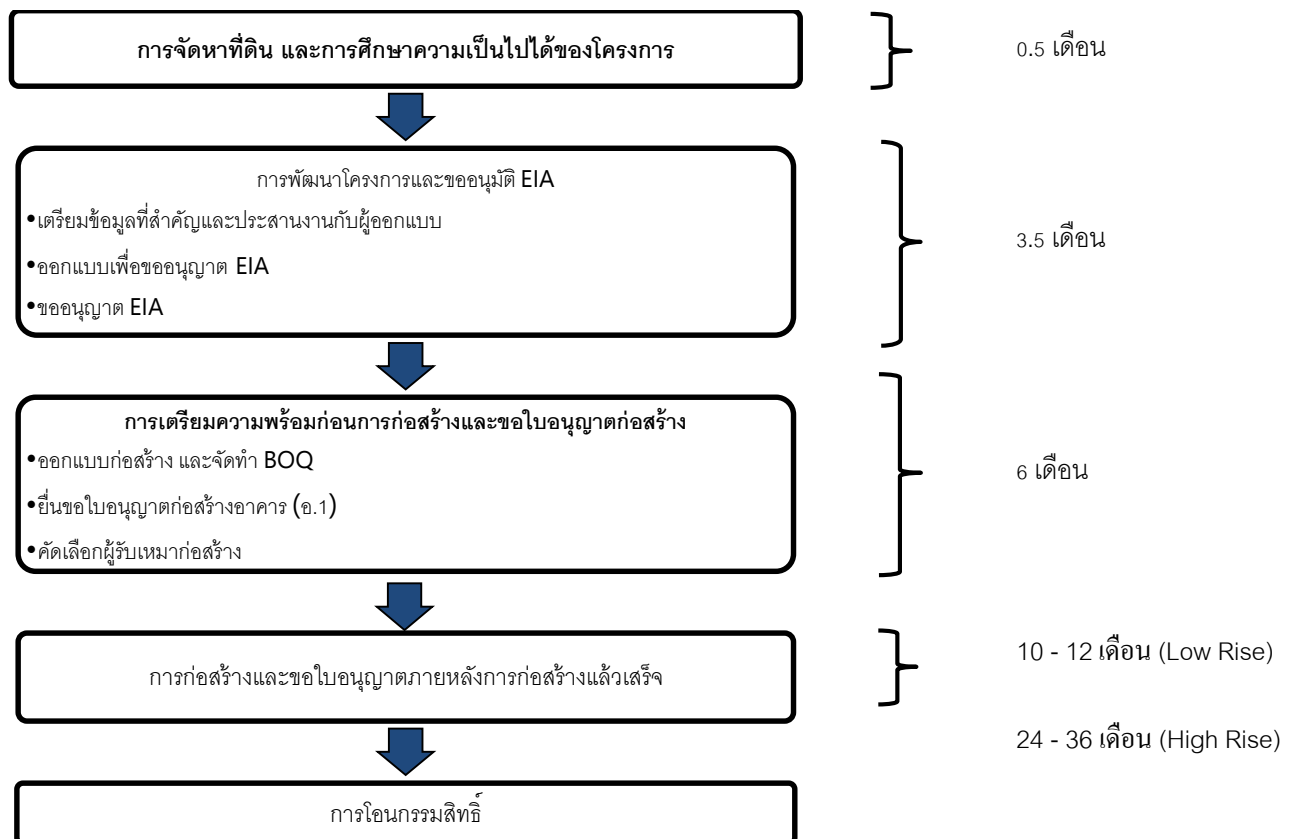 การจัดหาที่ดิน และการศึกษาความเป็นไปได้ของโครงการ
0.5 เดือน
การพัฒนาโครงการและขออนุมัติ EIA
•เตรียมข้อมูลที่สำคัญและประสานงานกับผู้ออกแบบ
•ออกแบบเพื่อขออนุญาต EIA
•ขออนุญาต EIA
3.5 เดือน
การเตรียมความพร้อมก่อนการก่อสร้างและขอใบอนุญาตก่อสร้าง
•ออกแบบก่อสร้าง และจัดทำ BOQ
•ยื่นขอใบอนุญาตก่อสร้างอาคาร (อ.1)
•คัดเลือกผู้รับเหมาก่อสร้าง
6 เดือน
การก่อสร้างและขอใบอนุญาตภายหลังการก่อสร้างแล้วเสร็จ
10 - 12 เดือน (Low Rise)
24 - 36 เดือน (High Rise)
การโอนกรรมสิทธิ์